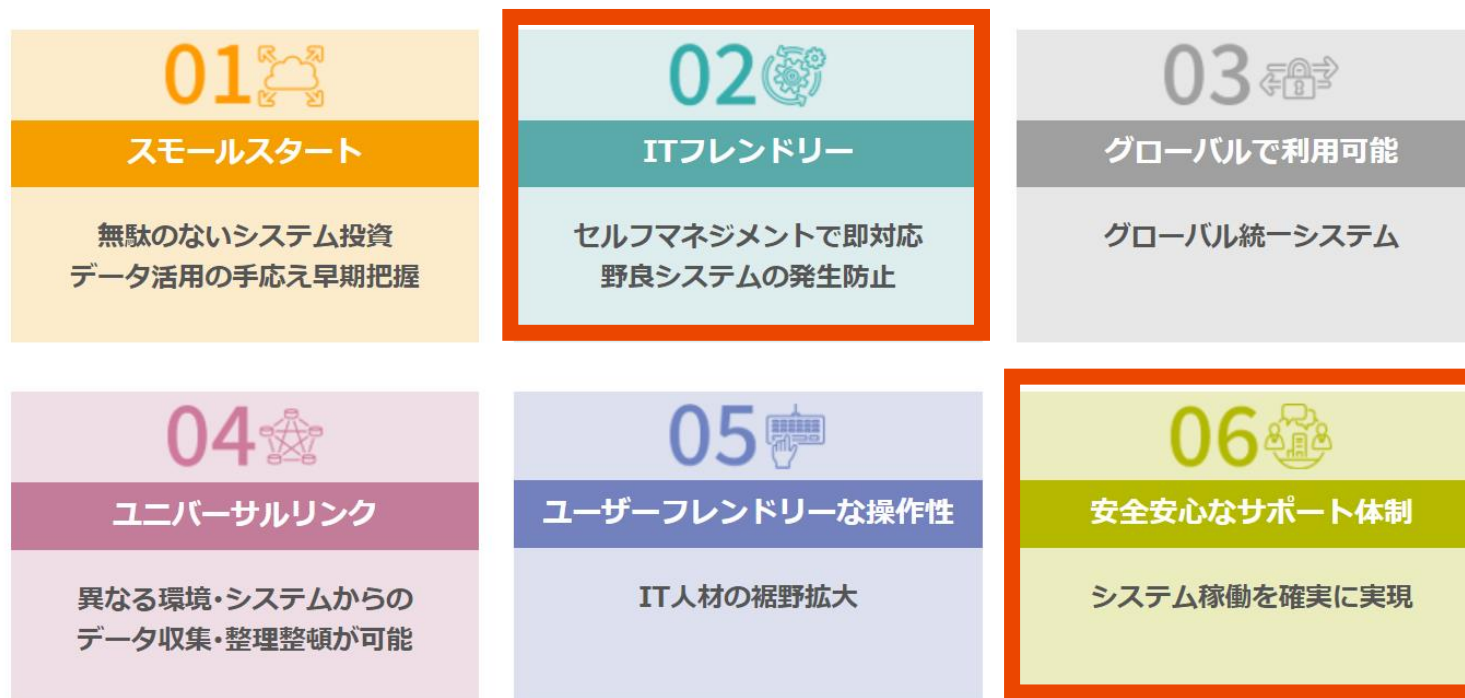 01
スモールスタート
無駄のないシステム投資
データ活用の手応え早期把握
02
ITフレンドリー
セルフマネジメントで即対応
野良システムの発生防止
03
グローバルで利用可能
グローバル統一システム
04
ユニバーサルリンク
異なる環境・システムからの
データ収集・整理整頓が可能
05
ユーザーフレンドリーな操作性
IT人材の裾野拡大
06
安全安心なサポート体制
システム稼働を確実に実現